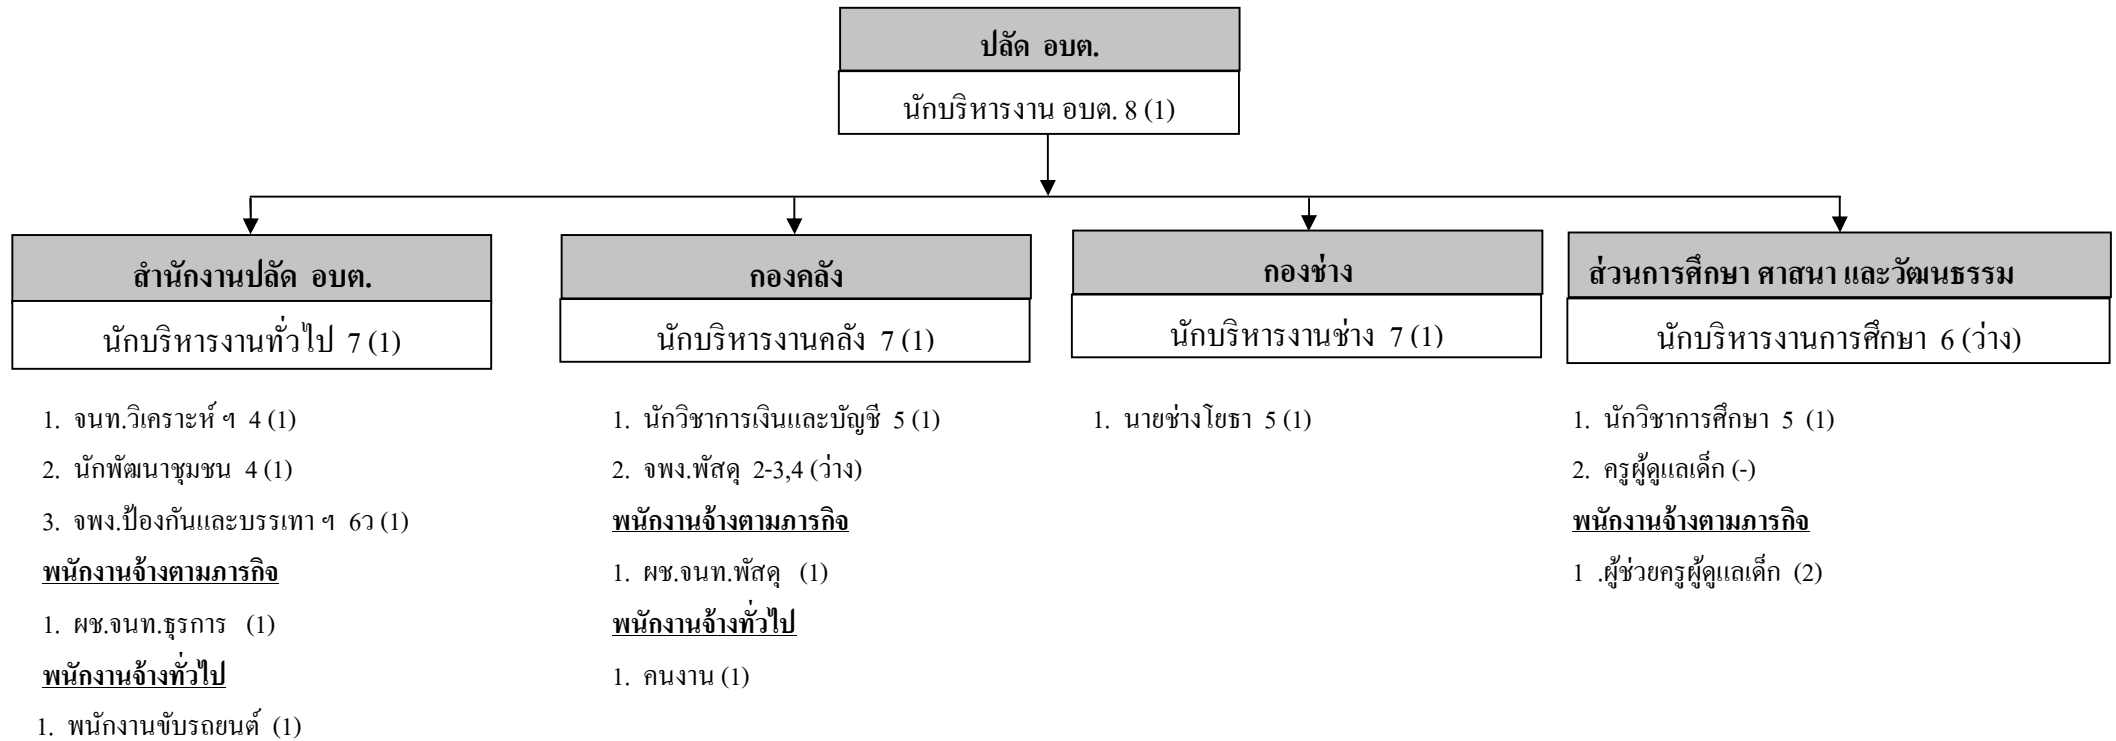 ปลัด อบต.
นักบริหารงาน อบต. 8 (1)
สำนักงานปลัด อบต.
นักบริหารงานทั่วไป 7 (1)
1. จนท.วิเคราะห์ ฯ 4 (1)
2. นักพัฒนาชุมชน 4 (1)
3. จพง.ป้องกันและบรรเทา ฯ 6ว (1)
พนักงานจ้างตามภารกิจ
1. ผช.จนท.ธุรการ (1)
พนักงานจ้างทั่วไป
1. พนักงานขับรถยนต์ (1)
กองคลัง
นักบริหารงานคลัง 7 (1)
1. นักวิชาการเงินและบัญชี 5 (1)
2. จพง.พัสดุ 2-3,4 (ว่าง)
พนักงานจ้างตามภารกิจ
1. ผช.จนท.พัสดุ (1)
พนักงานจ้างทั่วไป
1. คนงาน (1)
กองช่าง
นักบริหารงานช่าง 7 (1)
1. นายช่างโยธา 5 (1)
ส่วนการศึกษา ศาสนา และวัฒนธรรม
นักบริหารงานการศึกษา 6 (ว่าง)
1. นักวิชาการศึกษา 5 (1)
2. ครูผู้ดูแลเด็ก (-)
พนักงานจ้างตามภารกิจ
1 .ผู้ช่วยครูผู้ดูแลเด็ก (2)